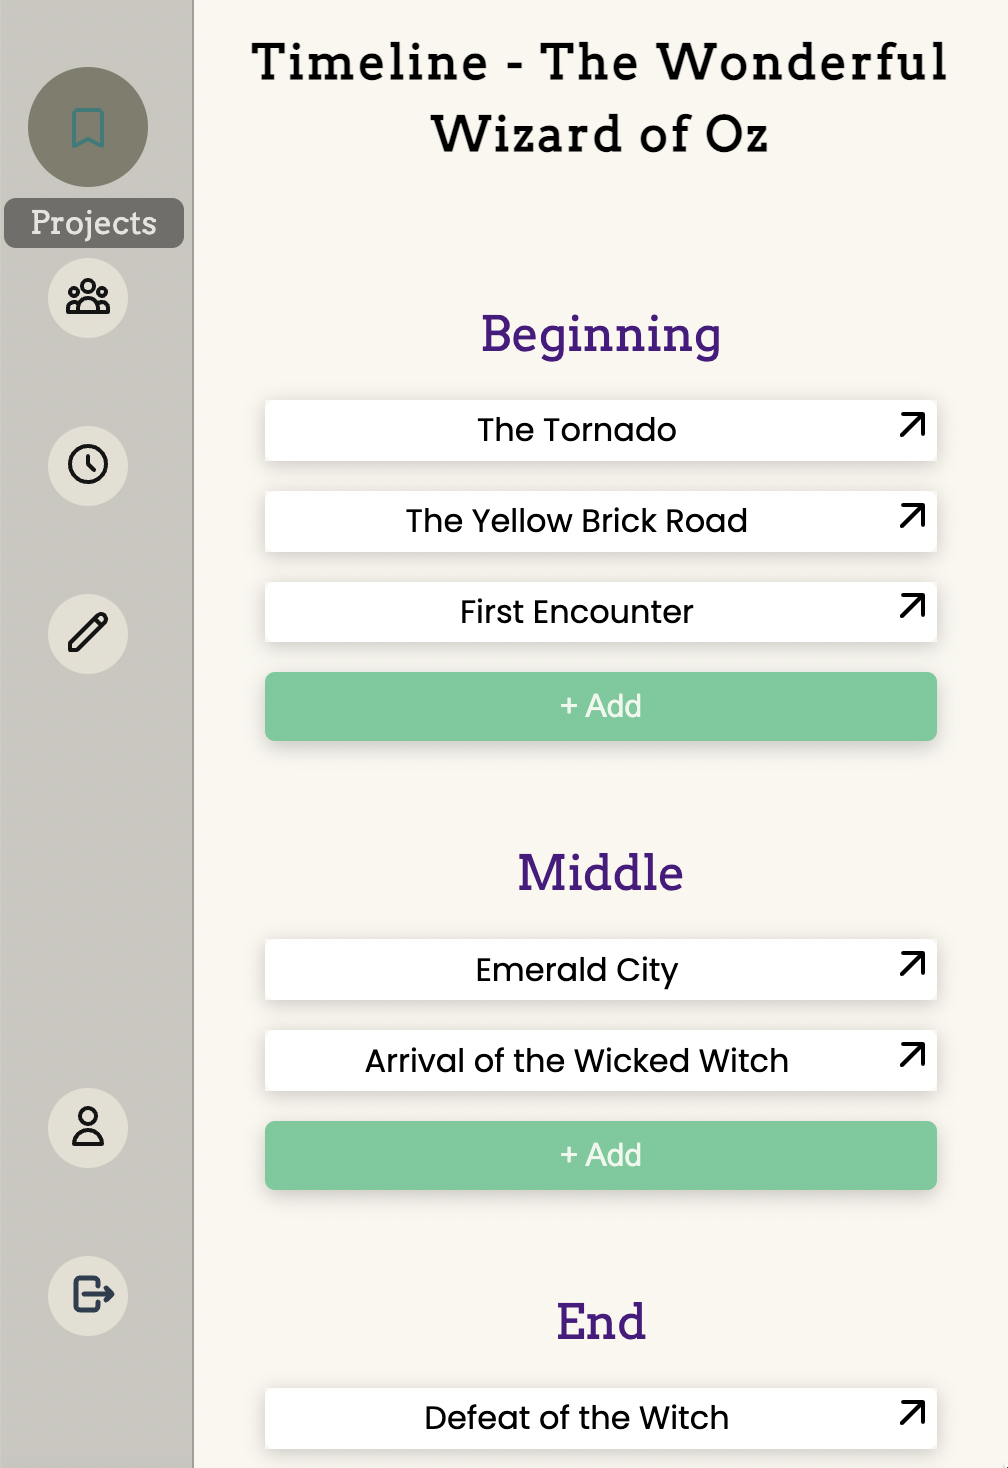 Timeline - The Wonderful
Wizard of Oz
Projects
Beginning
The Tornado
The Yellow Brick Road
First Encounter
+ Add
Middle
Emerald City
Arrival of the Wicked Witch
+ Add
End
Defeat of the Witch